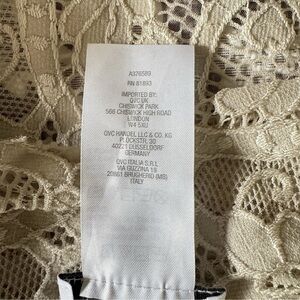 A376589
RN 81893
IMPORTED BY:
QVC UK
CHISWICK PARK
566 CHISWICK HIGH ROAD
LONDON
W4 5XU
QVC HANDEL LLC & CO. KG
PLOCKSTR. 30
40221 DUSSELDORF
GERMANY
QVC ITALIA S.R.L
VIA GUZZINA 18
20861 BRUGHERIO (MB)
ITALY